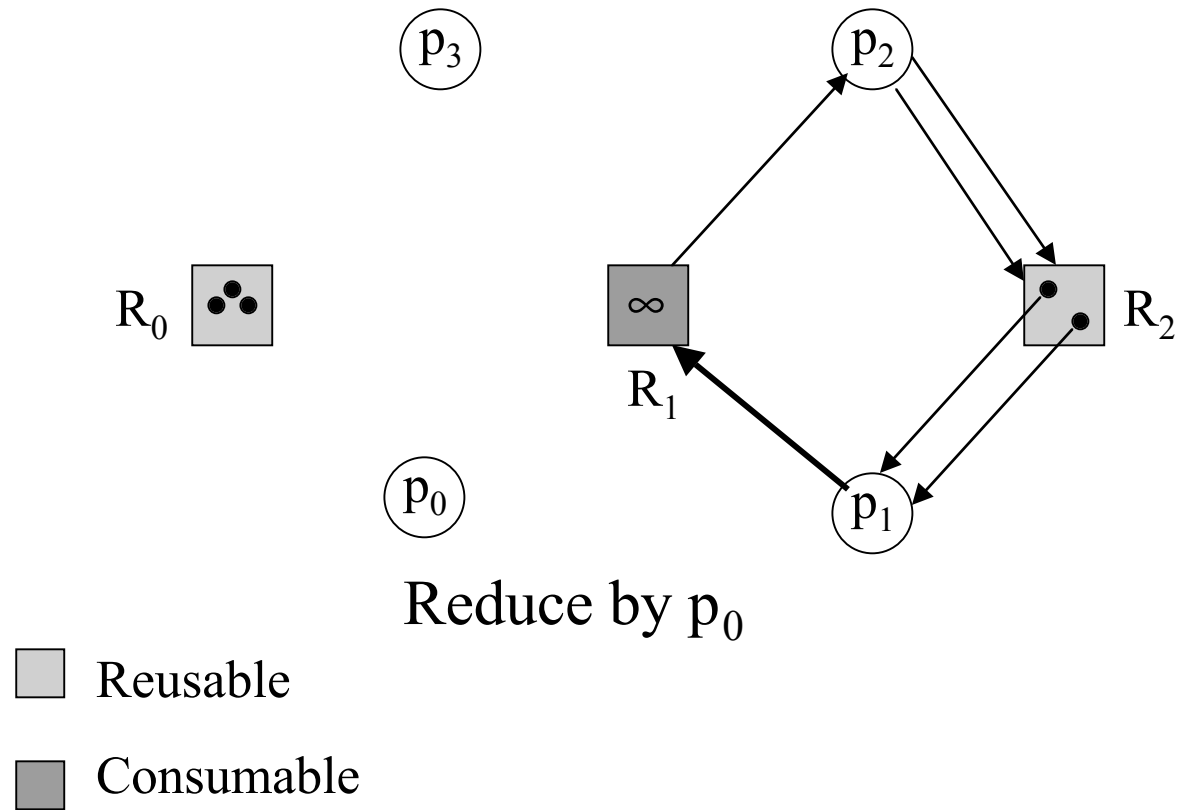 p₃
p₂
R₀
∞
R₂
R₁
p₀
p₁
Reduce by p₀
Reusable
Consumable